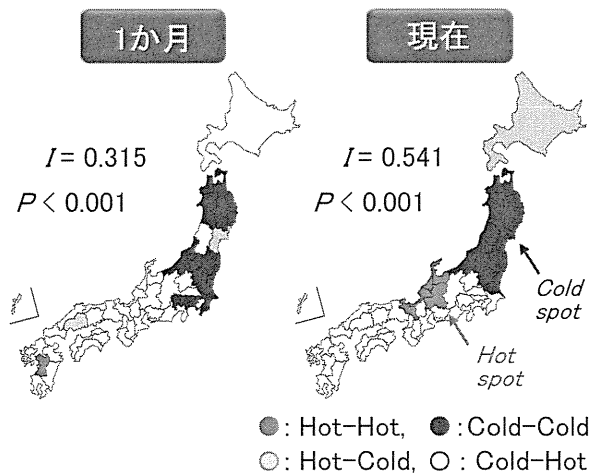 1か月
現在
I = 0.315
P < 0.001
I = 0.541
P < 0.001
Cold
spot
Hot
spot
: Hot-Hot, : Cold-Cold
: Hot-Cold, : Cold-Hot